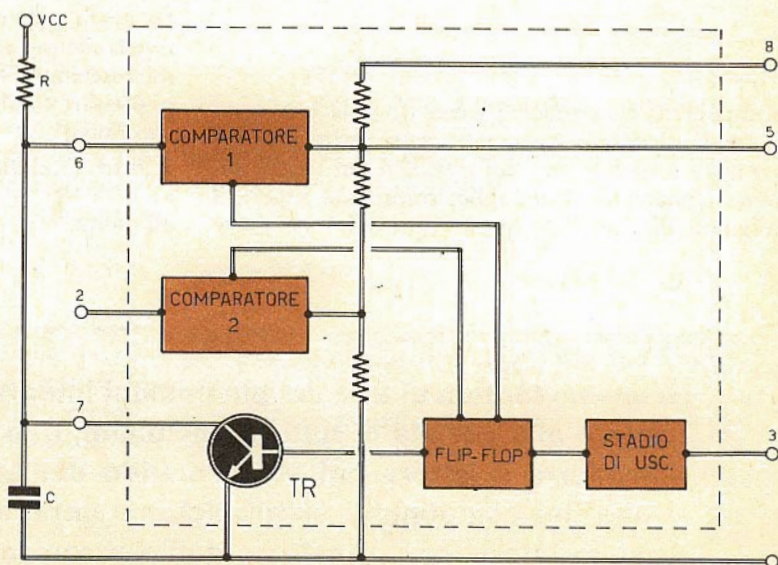 VCC
8
R
COMPARATORE
1
5
6
COMPARATORE
2
2
7
TR
FLIP-FLOP
STADIO
DI USC.
3
C